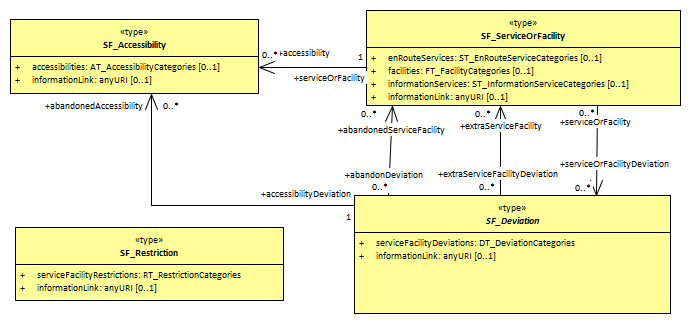 «type»
SF_Accessibility
+ accessibilities: AT_AccessibilityCategories [0..1]
+ informationLink: anyURI [0..1]
«type»
SF_ServiceOrFacility
+ enRouteServices: ST_EnRouteServiceCategories [0..1]
+ facilities: FT_FacilityCategories [0..1]
+ informationServices: ST_InformationServiceCategories [0..1]
+ informationLink: anyURI [0..1]
0..* +accessibility 1
+serviceOrFacility
+abandonedAccessibility 0..*
0..*
+abandonedServiceFacility
0..*
+extraServiceFacility
0..*
+serviceOrFacility
+abandonDeviation
0..*
+extraServiceFacilityDeviation
0..*
+serviceOrFacilityDeviation
0..*
+accessibilityDeviation
1
«type»
SF_Deviation
+ serviceFacilityDeviations: DT_DeviationCategories
+ informationLink: anyURI [0..1]
«type»
SF_Restriction
+ serviceFacilityRestrictions: RT_RestrictionCategories
+ informationLink: anyURI [0..1]